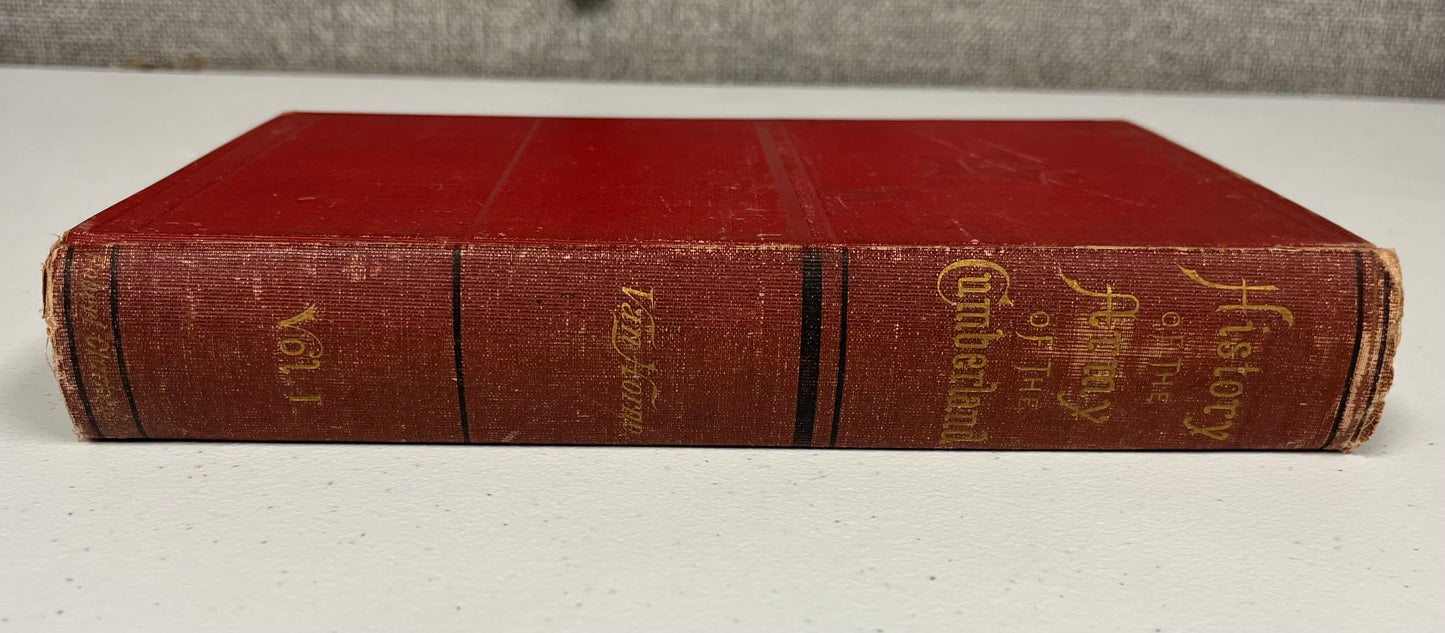 History
OF THE
Army
OF THE
Cumberland
Van Horne
Vol. I